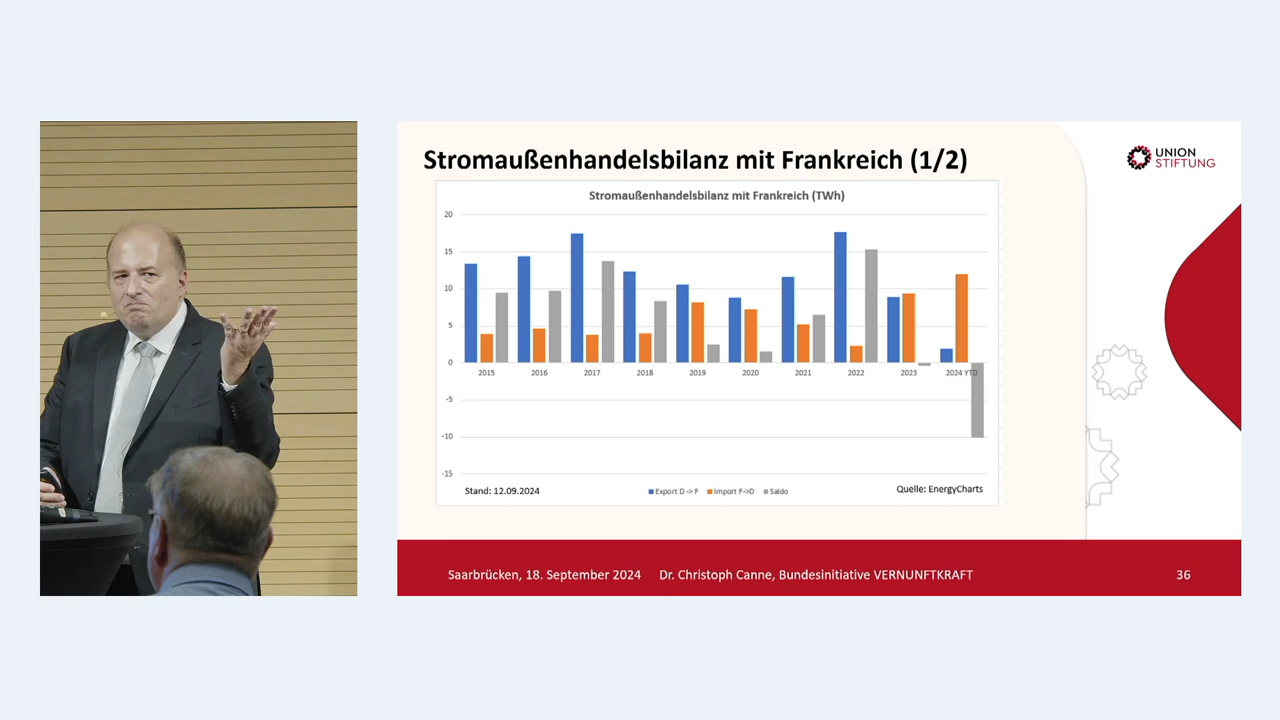 Stromaußenhandelsbilanz mit Frankreich (1/2)
UNION
STIFTUNG
Stromaußenhandelsbilanz mit Frankreich (TWh)
20
15
10
5
0
-5
-10
-15
2015 2016 2017 2018 2019 2020 2021 2022 2023 2024 YTD
Stand: 12.09.2024
Export D -> F Import F->D Saldo
Quelle: EnergyCharts
Saarbrücken, 18. September 2024 Dr. Christoph Canne, Bundesinitiative VERNUNFTKRAFT
36